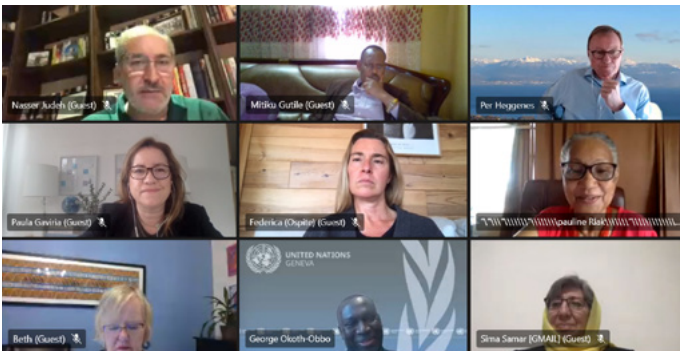 Nasser Judeh (Guest)
Mitiku Gutile (Guest)
Per Heggenes
Paula Gaviria (Guest)
Federica (Ospite) (Guest)
pauline Riak
UNITED NATIONS
GENEVA
Beth (Guest)
George Okoth-Obbo
Sima Samar [GMAIL] (Guest)